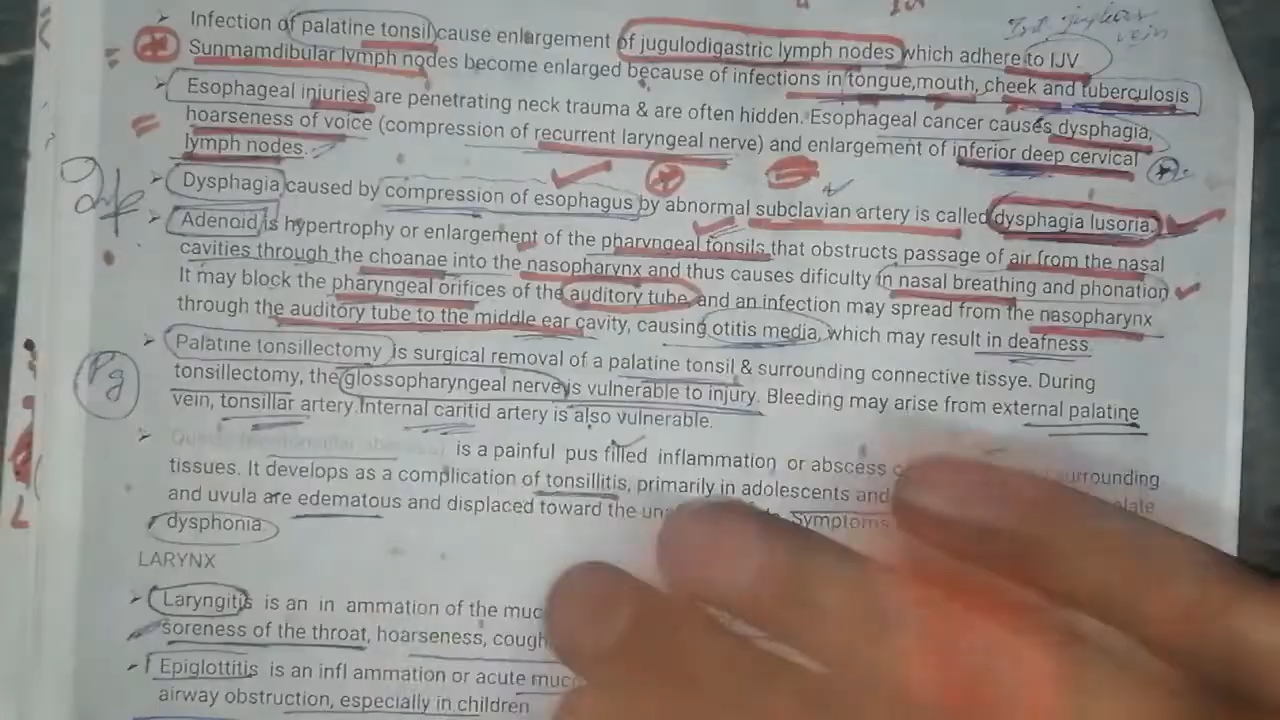 Int jugular
vein
➢ Infection of palatine tonsil cause enlargement of jugulodigastric lymph nodes which adhere to IJV
Sunmamdibular lymph nodes become enlarged because of infections in tongue,mouth, cheek and tuberculosis
➢ Esophageal injuries are penetrating neck trauma & are often hidden. Esophageal cancer causes dysphagia,
hoarseness of voice (compression of recurrent laryngeal nerve) and enlargement of inferior deep cervical
lymph nodes.
➢ Dysphagia caused by compression of esophagus by abnormal subclavian artery is called dysphagia lusoria.
➢ Adenoid is hypertrophy or enlargement of the pharyngeal tonsils that obstructs passage of air from the nasal
cavities through the choanae into the nasopharynx and thus causes dificulty in nasal breathing and phonation
It may block the pharyngeal orifices of the auditory tube and an infection may spread from the nasopharynx
through the auditory tube to the middle ear cavity, causing otitis media, which may result in deafness.
➢ Palatine tonsillectomy is surgical removal of a palatine tonsil & surrounding connective tissye. During
Pg
tonsillectomy, the glossopharyngeal nerve is vulnerable to injury. Bleeding may arise from external palatine
vein, tonsillar artery.Internal caritid artery is also vulnerable.
➢ is a painful pus filled inflammation or abscess
tissues. It develops as a complication of tonsillitis, primarily in adolescents and
and uvula are edematous and displaced toward the Symptoms
dysphonia
LARYNX
➢ Laryngitis is an in ammation of the
soreness of the throat, hoarseness,
➢ Epiglottitis is an infl ammation or acute
airway obstruction, especially in children